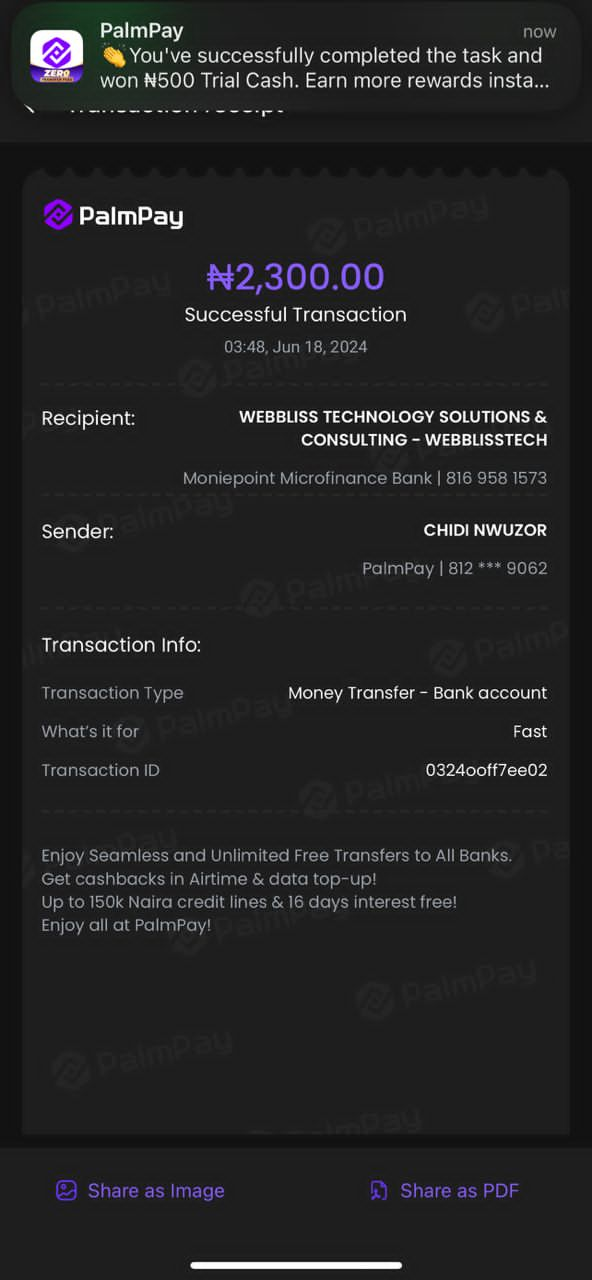 PalmPay now
👏You've successfully completed the task and
won ₦500 Trial Cash. Earn more rewards insta...
Transaction receipt
ZERO
PalmPay
₦2,300.00
Successful Transaction
03:48, Jun 18, 2024
Recipient: WEBBLISS TECHNOLOGY SOLUTIONS &
CONSULTING - WEBBLISSTECH
Moniepoint Microfinance Bank | 816 958 1573
Sender: CHIDI NWUZOR
PalmPay | 812 *** 9062
Transaction Info:
Transaction Type Money Transfer - Bank account
What's it for Fast
Transaction ID 0324ooff7ee02
Enjoy Seamless and Unlimited Free Transfers to All Banks.
Get cashbacks in Airtime & data top-up!
Up to 150k Naira credit lines & 16 days interest free!
Enjoy all at PalmPay!
Share as Image Share as PDF